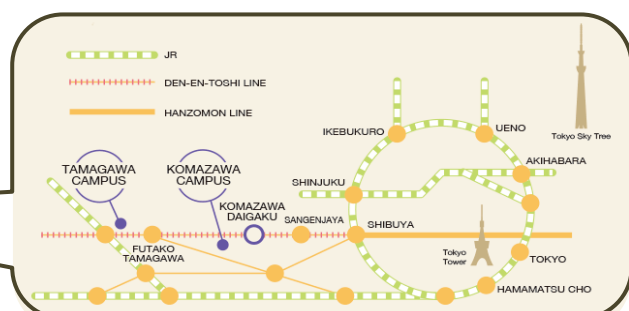 JR
DEN-EN-TOSHI LINE
HANZOMON LINE
Tokyo Sky Tree
IKEBUKURO
UENO
AKIHABARA
TAMAGAWA
CAMPUS
KOMAZAWA
CAMPUS
SHINJUKU
KOMAZAWA
DAIGAKU
SANGENJAYA
SHIBUYA
FUTAKO
TAMAGAWA
Tokyo
Tower
TOKYO
HAMAMATSU CHO